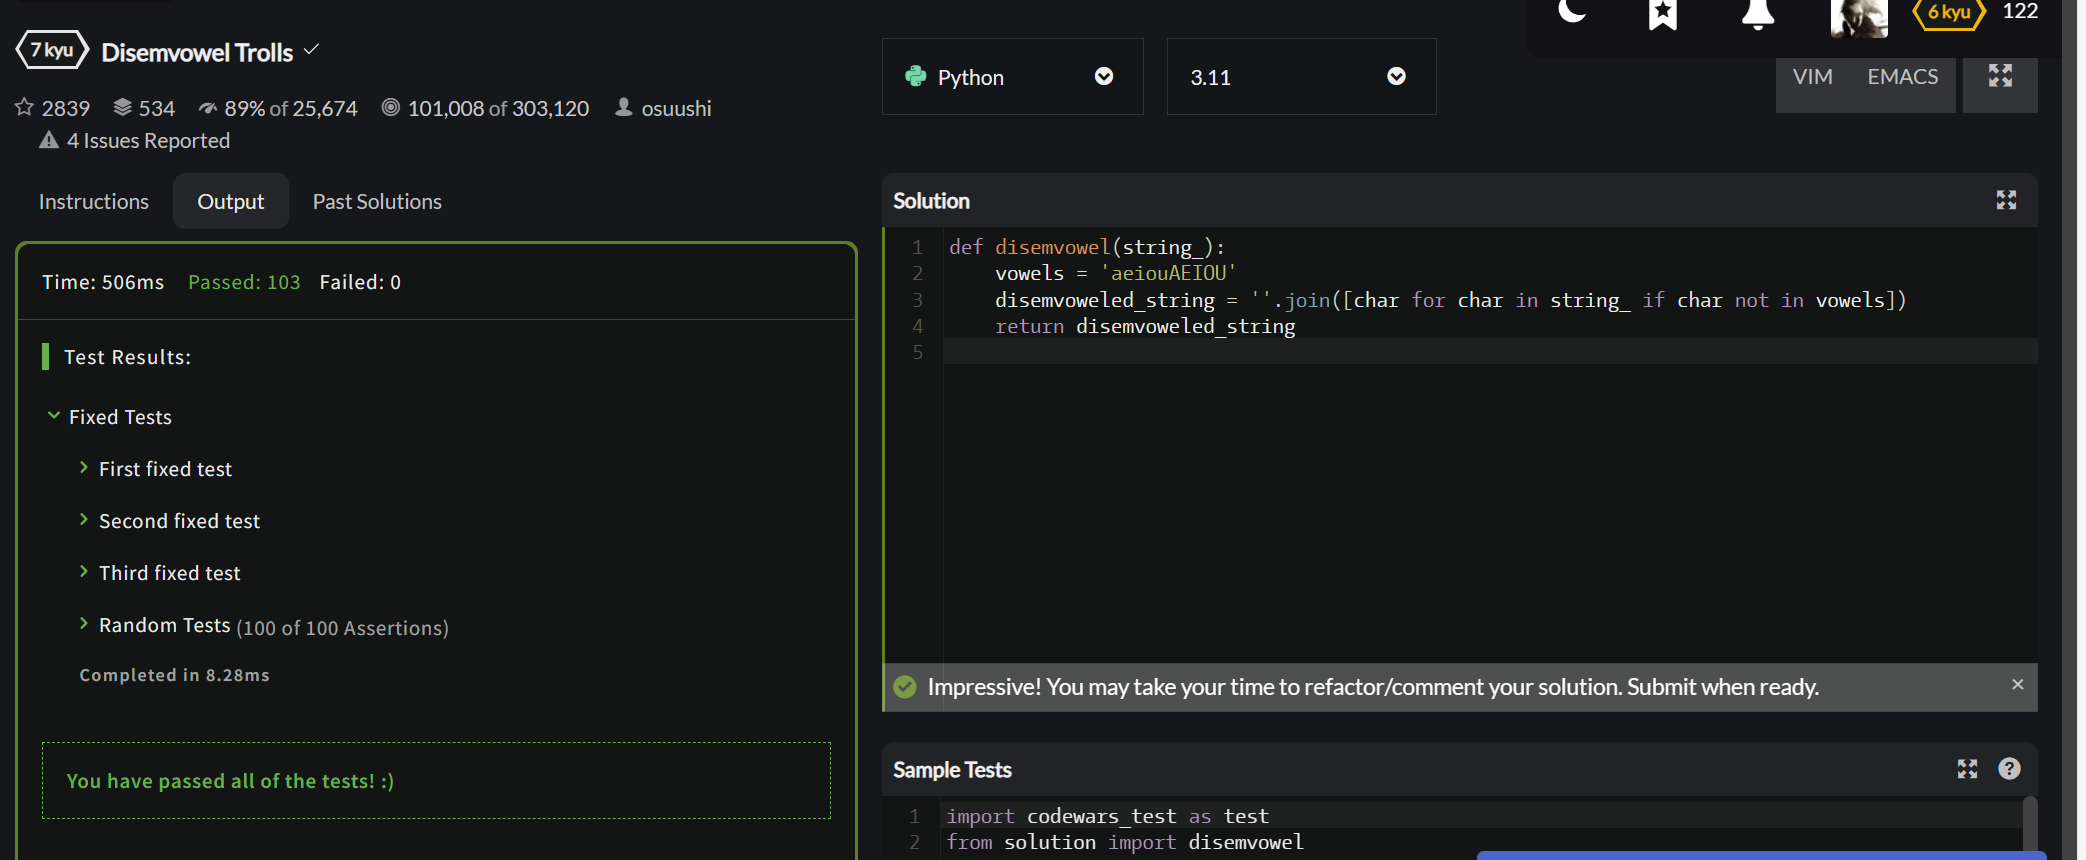 7 kyu Disemvowel Trolls
2839 534 89% of 25,674 101,008 of 303,120 osuushi
4 Issues Reported
Instructions Output Past Solutions
Time: 506ms Passed: 103 Failed: 0
Test Results:
Fixed Tests
First fixed test
Second fixed test
Third fixed test
Random Tests (100 of 100 Assertions)
Completed in 8.28ms
You have passed all of the tests! :)
6 kyu 122
Python 3.11 VIM EMACS
Solution
1 def disemvowel(string_):
2     vowels = 'aeiouAEIOU'
3     disemvoweled_string = ''.join([char for char in string_ if char not in vowels])
4     return disemvoweled_string
5
Impressive! You may take your time to refactor/comment your solution. Submit when ready. ×
Sample Tests ?
1 import codewars_test as test
2 from solution import disemvowel